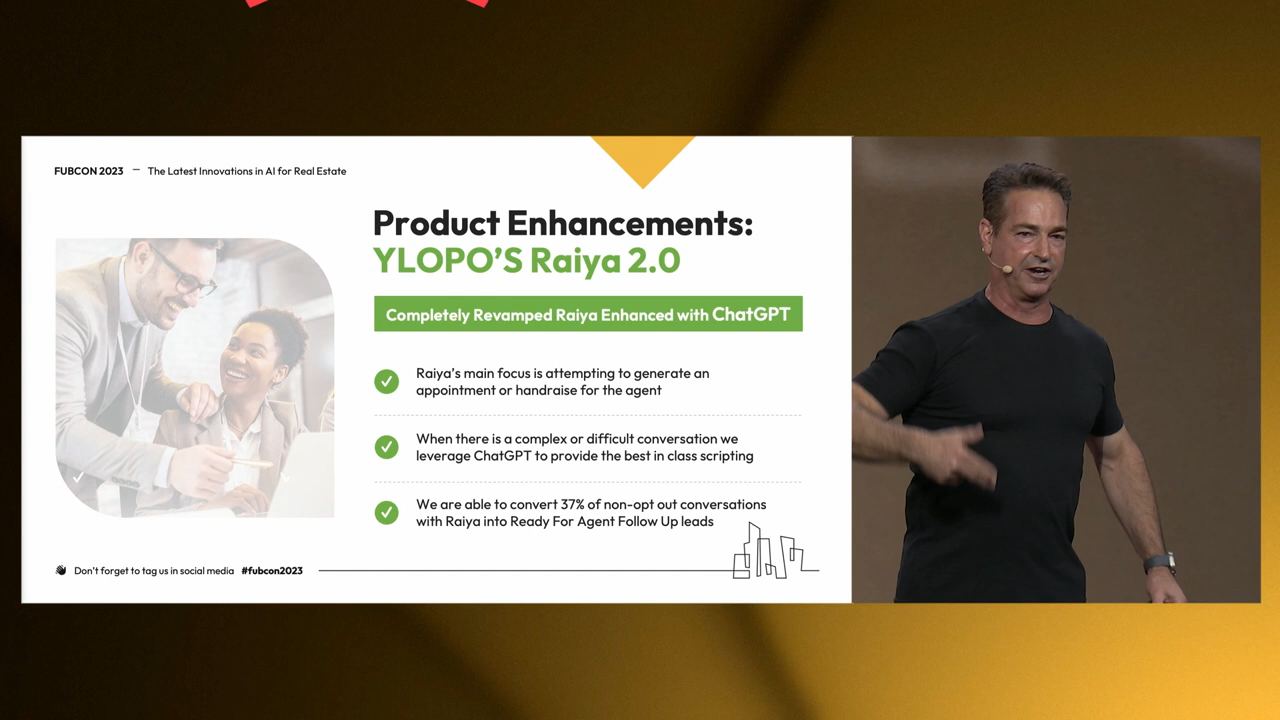 FUBCON 2023 — The Latest Innovations in AI for Real Estate
Product Enhancements:
YLOPO'S Raiya 2.0
Completely Revamped Raiya Enhanced with ChatGPT
Raiya's main focus is attempting to generate an
appointment or handraise for the agent
When there is a complex or difficult conversation we
leverage ChatGPT to provide the best in class scripting
We are able to convert 37% of non-opt out conversations
with Raiya into Ready For Agent Follow Up leads
Don't forget to tag us in social media #fubcon2023